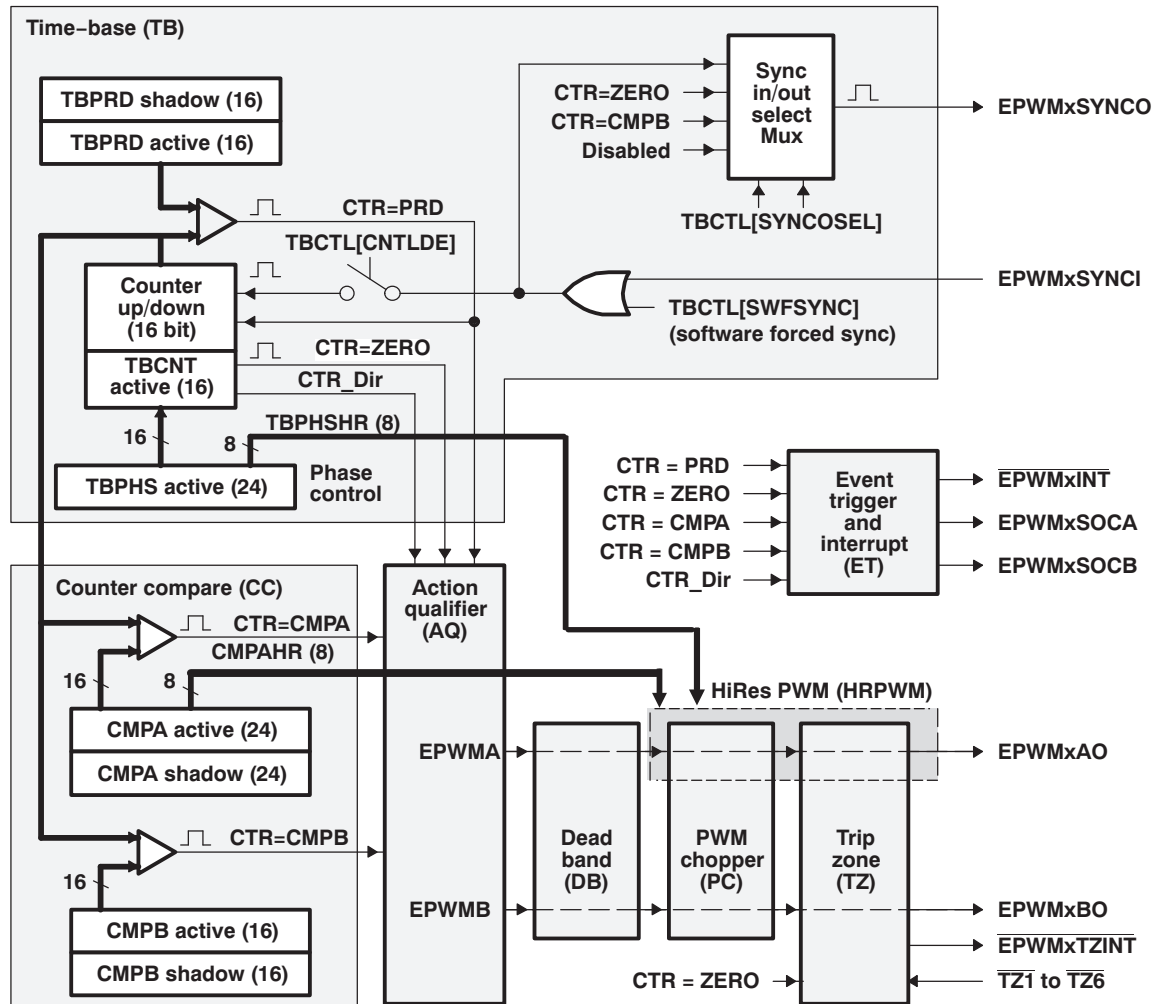 Time−base (TB)
TBPRD shadow (16)
TBPRD active (16)
CTR=PRD
TBCTL[CNTLDE]
Counter
up/down
(16 bit)
TBCNT
active (16)
CTR=ZERO
CTR_Dir
16
8
TBPHSHR (8)
TBPHS active (24)
Phase
control
CTR=ZERO
CTR=CMPB
Disabled
Sync
in/out
select
Mux
TBCTL[SYNCOSEL]
EPWMxSYNCO
EPWMxSYNCI
TBCTL[SWFSYNC]
(software forced sync)
CTR = PRD
CTR = ZERO
CTR = CMPA
CTR = CMPB
CTR_Dir
Event
trigger
and
interrupt
(ET)
EPWMxINT
EPWMxSOCA
EPWMxSOCB
Counter compare (CC)
CTR=CMPA
CMPAHR (8)
16
8
CMPA active (24)
CMPA shadow (24)
CTR=CMPB
16
CMPB active (16)
CMPB shadow (16)
Action
qualifier
(AQ)
EPWMA
EPWMB
HiRes PWM (HRPWM)
Dead
band
(DB)
PWM
chopper
(PC)
Trip
zone
(TZ)
CTR = ZERO
EPWMxAO
EPWMxBO
EPWMxTZINT
TZ1 to TZ6